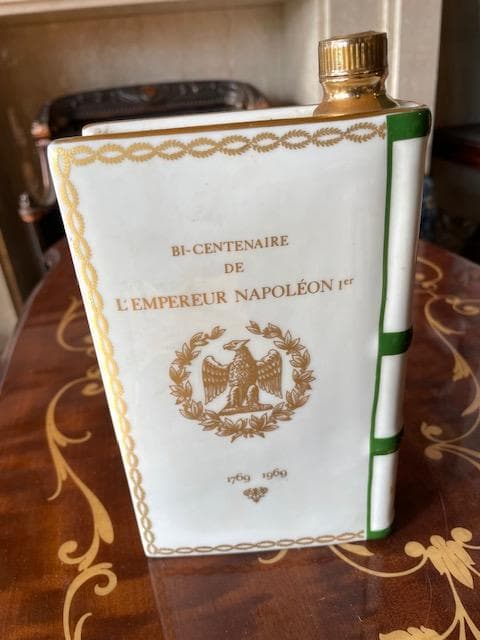 BI-CENTENAIRE
DE
L'EMPEREUR NAPOLÉON Ier
1769 1969